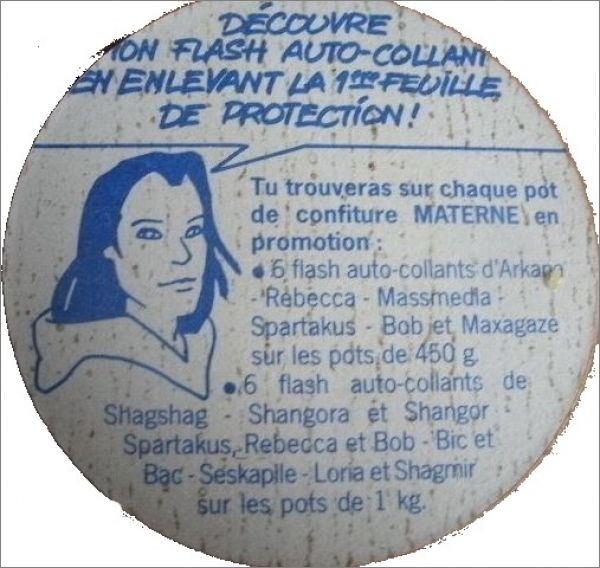 DÉCOUVRE
MON FLASH AUTO-COLLANT
EN ENLEVANT LA 1ère FEUILLE
DE PROTECTION!
Tu trouveras sur chaque pot
de confiture MATERNE en
promotion :
• 6 flash auto-collants d'Arkana
- Rebecca - Massmedia -
Spartakus - Bob et Maxagaze
sur les pots de 450 g.
• 6 flash auto-collants de
Shagshag - Shangora et Shangor -
Spartakus, Rebecca et Bob - Bic et
Bac - Seskapile - Loria et Shagmir
sur les pots de 1 kg.